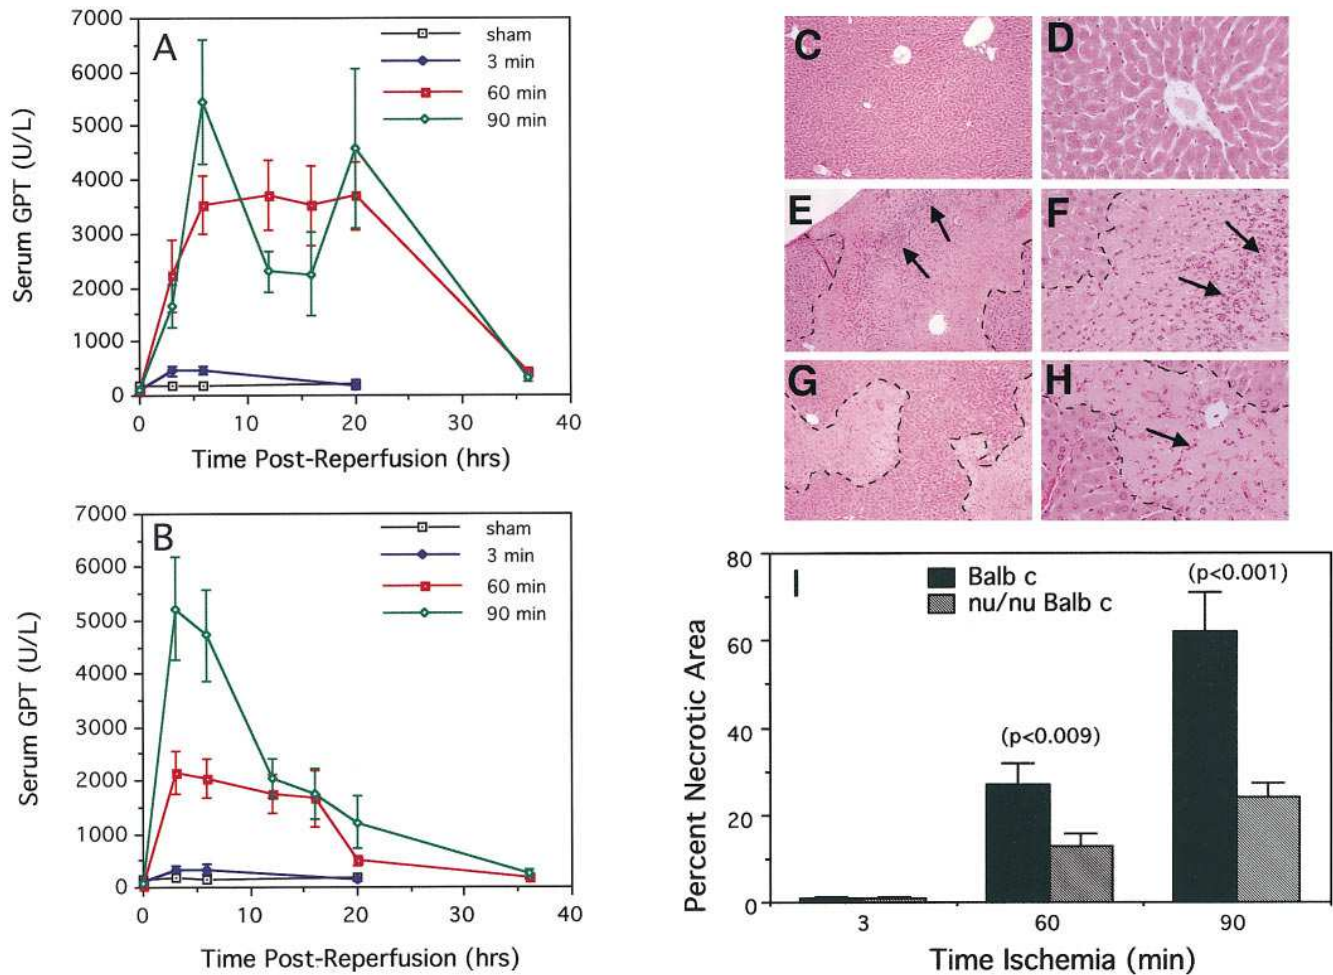 A
sham
3 min
60 min
90 min
7000
6000
5000
4000
3000
2000
1000
0
Serum GPT (U/L)
0 10 20 30 40
Time Post-Reperfusion (hrs)
B
sham
3 min
60 min
90 min
7000
6000
5000
4000
3000
2000
1000
0
Serum GPT (U/L)
0 10 20 30 40
Time Post-Reperfusion (hrs)
C D
E F
G H
I
Balb c
nu/nu Balb c
(p<0.001)
(p<0.009)
80
60
40
20
0
Percent Necrotic Area
3 60 90
Time Ischemia (min)